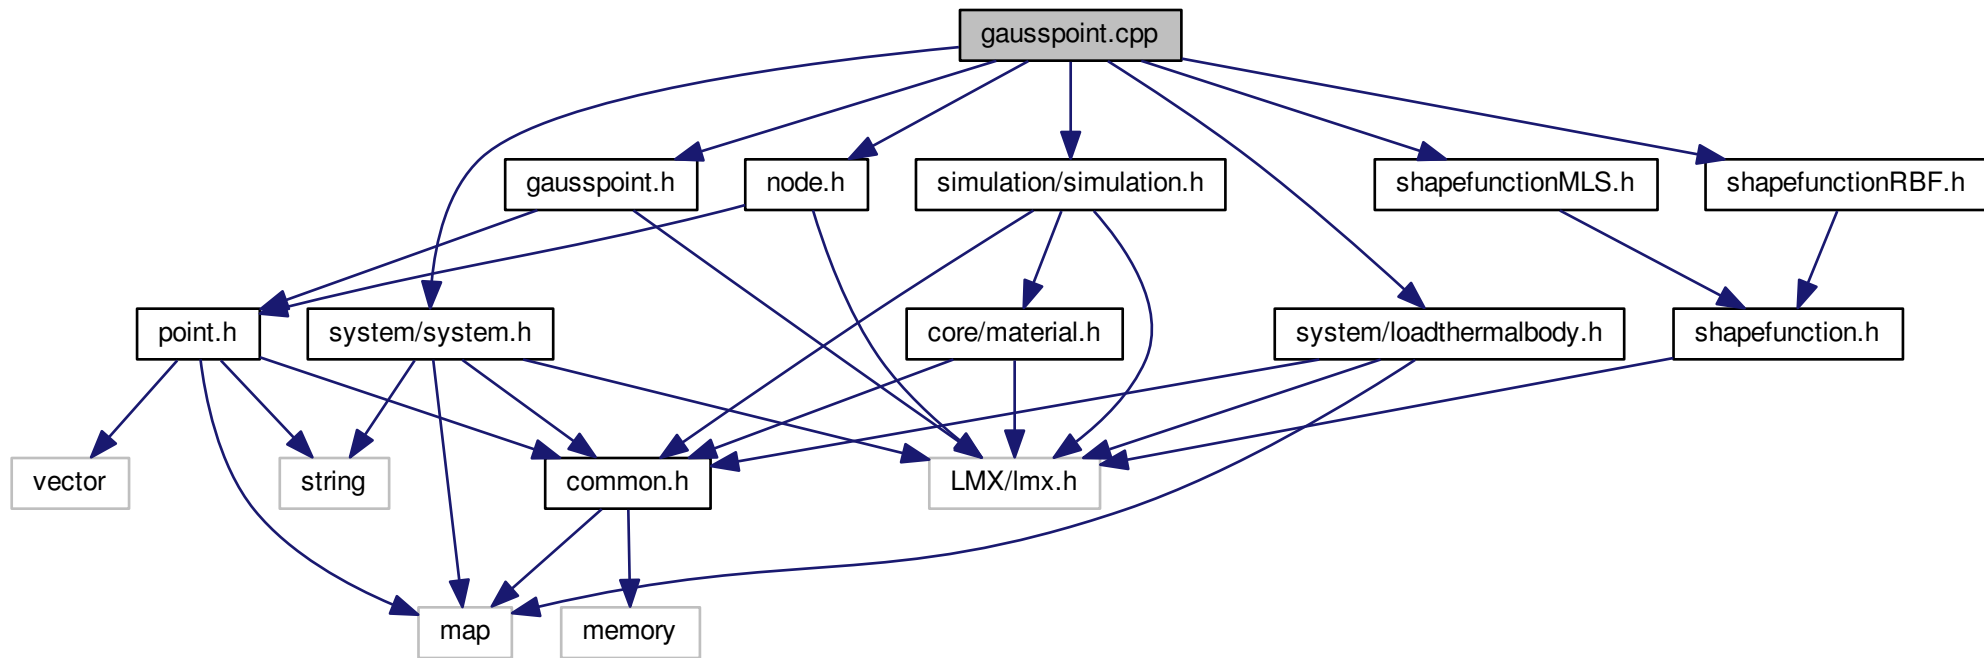 gausspoint.cpp
gausspoint.h
node.h
simulation/simulation.h
shapefunctionMLS.h
shapefunctionRBF.h
point.h
system/system.h
core/material.h
system/loadthermalbody.h
shapefunction.h
vector
string
common.h
LMX/lmx.h
map
memory